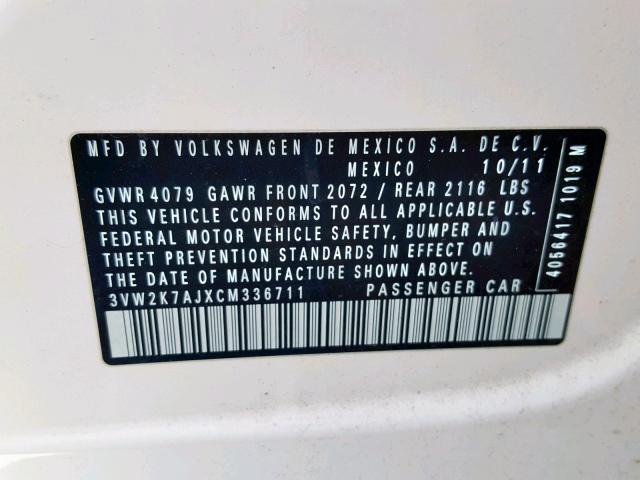 MFD BY VOLKSWAGEN DE MEXICO S.A. DE C.V.
MEXICO 10/11
GVWR 4079 GAWR FRONT 2072 / REAR 2116 LBS
THIS VEHICLE CONFORMS TO ALL APPLICABLE U.S.
FEDERAL MOTOR VEHICLE SAFETY, BUMPER AND
THEFT PREVENTION STANDARDS IN EFFECT ON
THE DATE OF MANUFACTURE SHOWN ABOVE.
3VW2K7AJXCM336711 PASSENGER CAR
4056417 1019 M